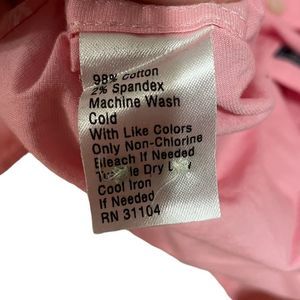 98% Cotton
2% Spandex
Machine Wash
Cold
With Like Colors
Only Non-Chlorine
Bleach If Needed
Dry
Cool Iron
If Needed
RN 31104